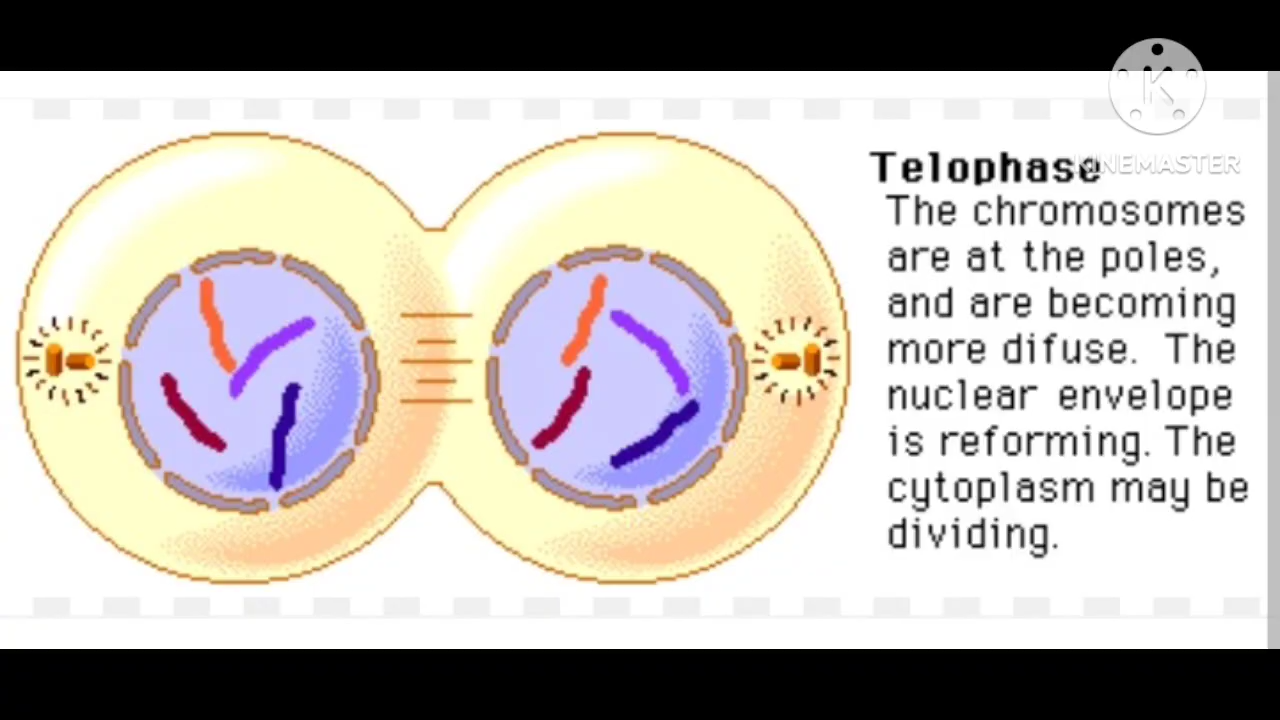 K
KINEMASTER
Telophase
The chromosomes
are at the poles,
and are becoming
more difuse. The
nuclear envelope
is reforming. The
cytoplasm may be
dividing.